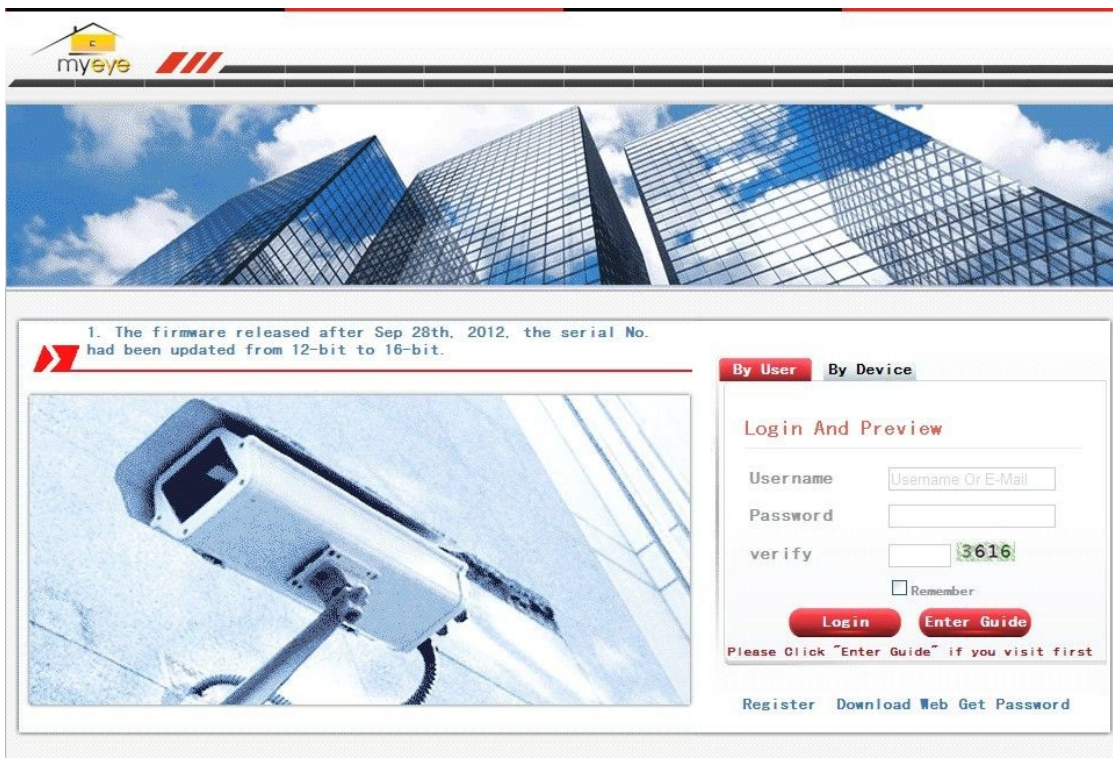 myeye
1. The firmware released after Sep 28th, 2012, the serial No.
had been updated from 12-bit to 16-bit.
By User By Device
Login And Preview
Username Username Or E-Mail
Password
verify 3616
Remember
Login Enter Guide
Please Click "Enter Guide" if you visit first
Register Download Web Get Password